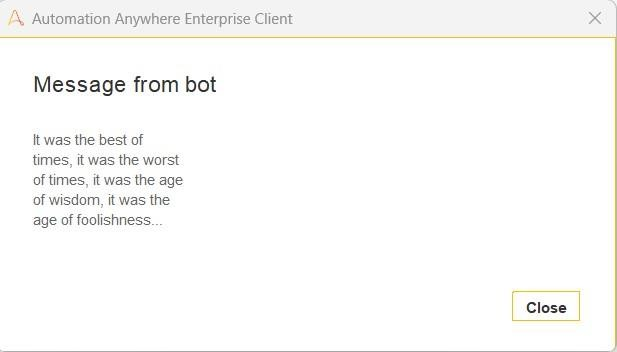 Automation Anywhere Enterprise Client
Message from bot
It was the best of
times, it was the worst
of times, it was the age
of wisdom, it was the
age of foolishness...
Close